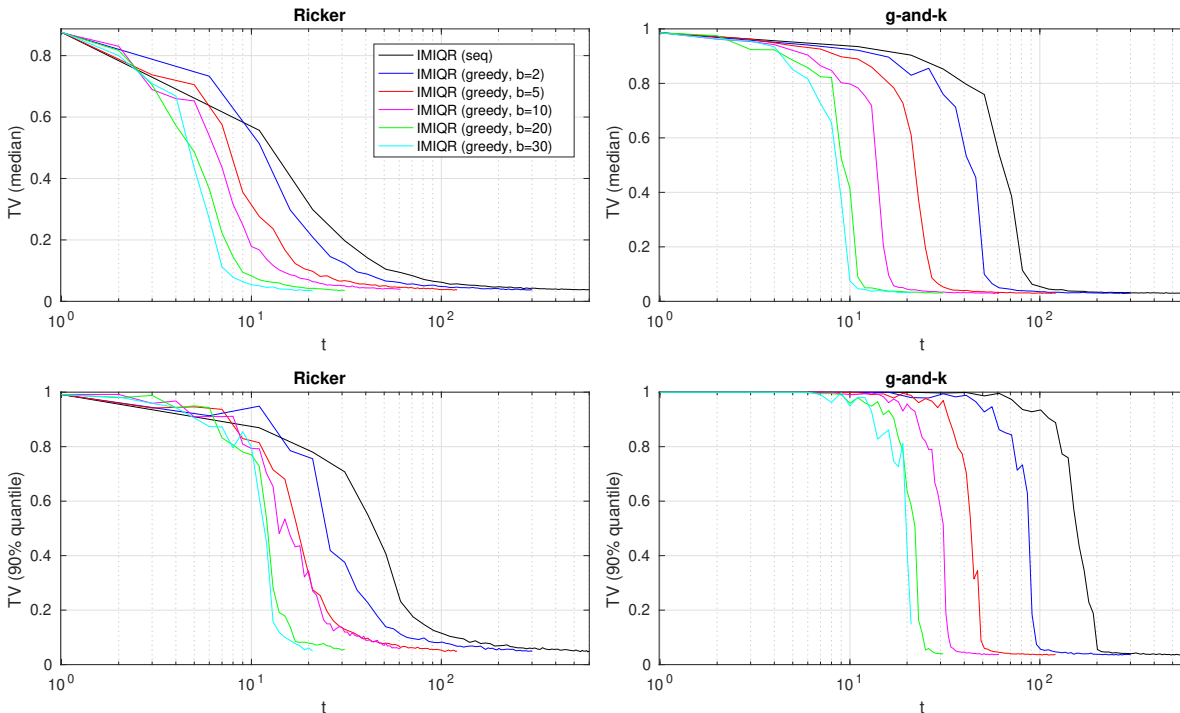 Ricker
TV (median)
0.8
0.6
0.4
0.2
0
10^0
10^1
10^2
t
IMIQR (seq)
IMIQR (greedy, b=2)
IMIQR (greedy, b=5)
IMIQR (greedy, b=10)
IMIQR (greedy, b=20)
IMIQR (greedy, b=30)
g-and-k
TV (median)
1
0.8
0.6
0.4
0.2
0
10^0
10^1
10^2
t
Ricker
TV (90% quantile)
1
0.8
0.6
0.4
0.2
0
10^0
10^1
10^2
t
g-and-k
TV (90% quantile)
1
0.8
0.6
0.4
0.2
0
10^0
10^1
10^2
t